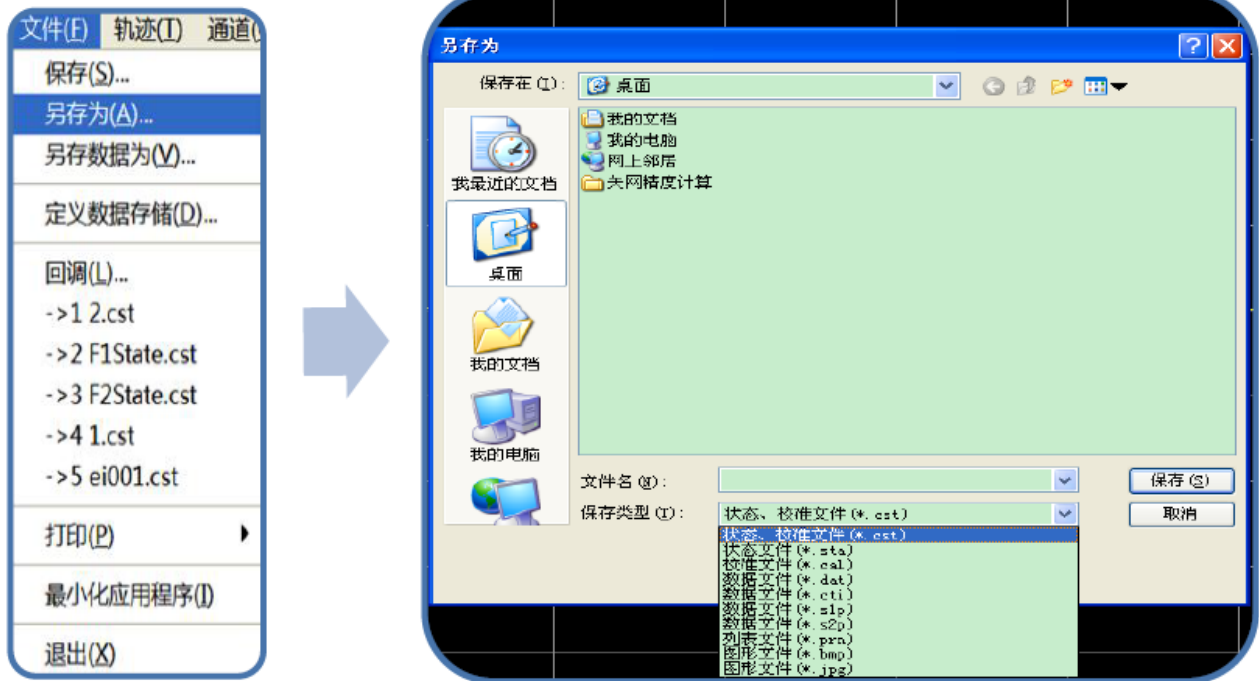 文件(F) 轨迹(T) 通道(
保存(S)...
另存为(A)...
另存数据为(V)...
定义数据存储(D)...
回调(L)...
->1 2.cst
->2 F1State.cst
->3 F2State.cst
->4 1.cst
->5 ei001.cst
打印(P)
最小化应用程序(I)
退出(X)
另存为
保存在(I):
桌面
我最近的文档
桌面
我的文档
我的电脑
我的文档
我的电脑
网上邻居
矢网精度计算
文件名(N):
保存(S)
保存类型(T):
状态、校准文件(*.cst)
取消
状态、校准文件(*.cst)
状态文件(*.sta)
校准文件(*.cal)
数据文件(*.dat)
数据文件(*.cti)
数据文件(*.s1p)
数据文件(*.s2p)
列表文件(*.prn)
图形文件(*.bmp)
图形文件(*.jpg)